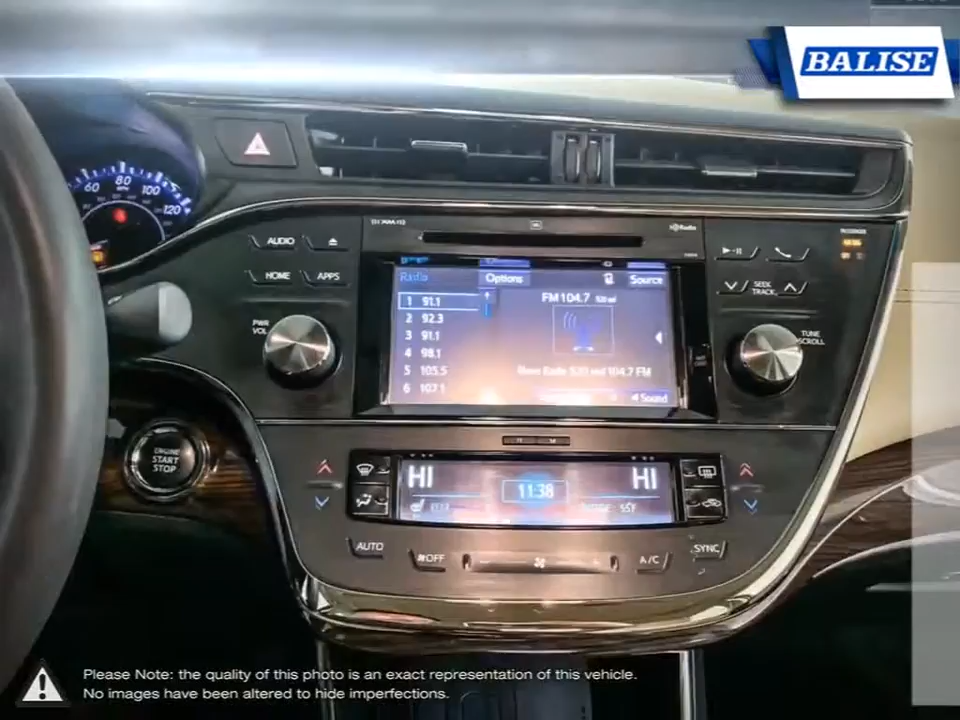 BALISE
60 80 100 120
AUDIO
HOME APPS
PWR VOL
Radio Options Source
FM 104.7
1 91.1
2 92.3
3 91.1
4 98.1
5 105.5
6 107.1
Sound
SEEK TRACK
TUNE SCROLL
ENGINE START STOP
HI 11:38 HI
AUTO OFF A/C SYNC
Please Note: the quality of this photo is an exact representation of this vehicle.
No images have been altered to hide imperfections.